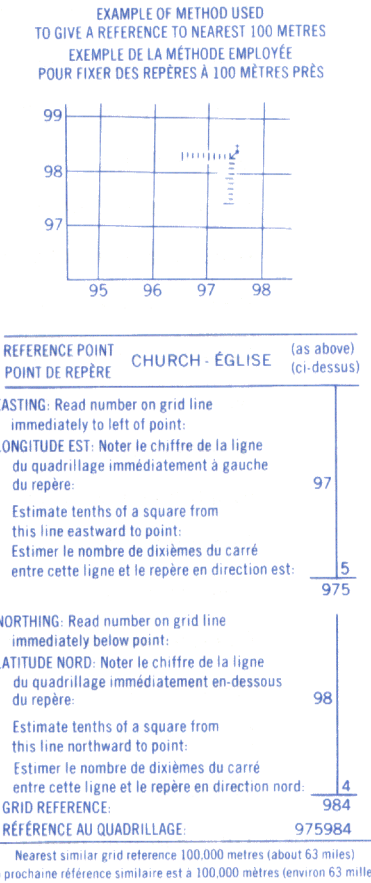 EXAMPLE OF METHOD USED
TO GIVE A REFERENCE TO NEAREST 100 METRES
EXEMPLE DE LA MÉTHODE EMPLOYÉE
POUR FIXER DES REPÈRES À 100 MÈTRES PRÈS
99
98
97
95 96 97 98
REFERENCE POINT
POINT DE REPÈRE
CHURCH - ÉGLISE
(as above)
(ci-dessus)
EASTING: Read number on grid line
immediately to left of point:
LONGITUDE EST: Noter le chiffre de la ligne
du quadrillage immédiatement à gauche
du repère: 97
Estimate tenths of a square from
this line eastward to point:
Estimer le nombre de dixièmes du carré
entre cette ligne et le repère en direction est: 5
975
NORTHING: Read number on grid line
immediately below point:
LATITUDE NORD: Noter le chiffre de la ligne
du quadrillage immédiatement en-dessous
du repère: 98
Estimate tenths of a square from
this line northward to point:
Estimer le nombre de dixièmes du carré
entre cette ligne et le repère en direction nord: 4
GRID REFERENCE: 984
RÉFÉRENCE AU QUADRILLAGE: 975984
Nearest similar grid reference 100,000 metres (about 63 miles)
prochaine référence similaire est à 100,000 mètres (environ 63 mille